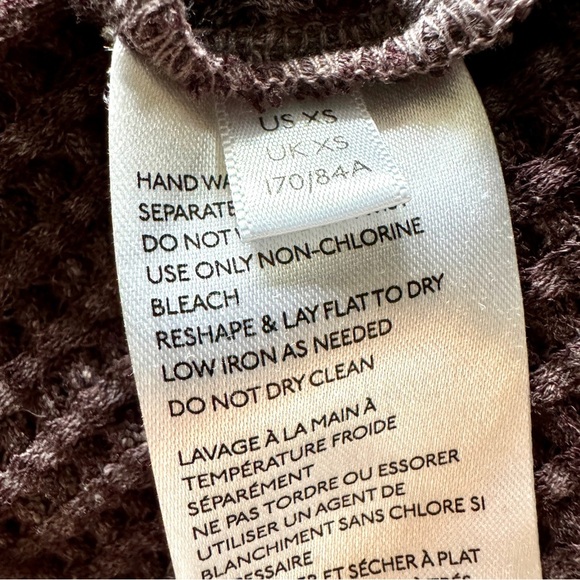 US XS
UK XS
170/84A
HAND
SEPARATE
DO NOT
USE ONLY NON-CHLORINE
BLEACH
RESHAPE & LAY FLAT TO DRY
LOW IRON AS NEEDED
DO NOT DRY CLEAN
LAVAGE À LA MAIN À
TEMPÉRATURE FROIDE
SÉPARÉMENT
NE PAS TORDRE OU ESSORER
UTILISER UN AGENT DE
BLANCHIMENT SANS CHLORE SI
ET SÉCHER À PLAT